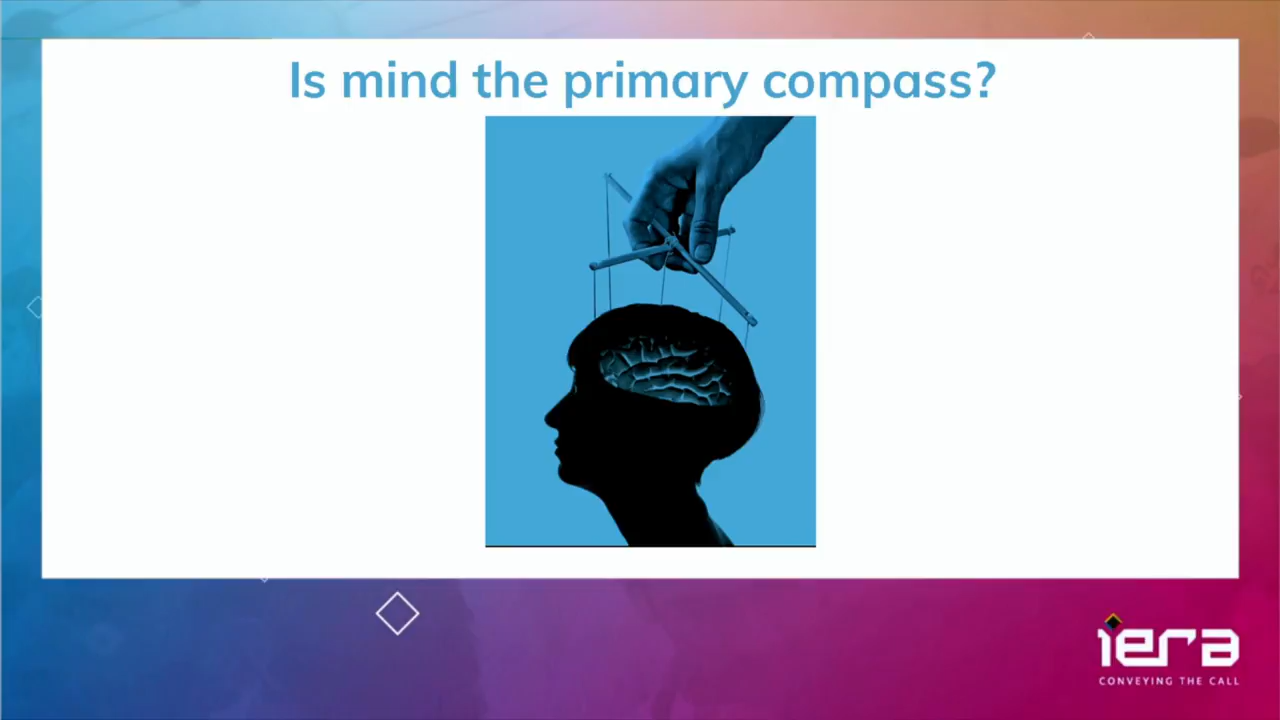 Is mind the primary compass?
iera
CONVEYING THE CALL